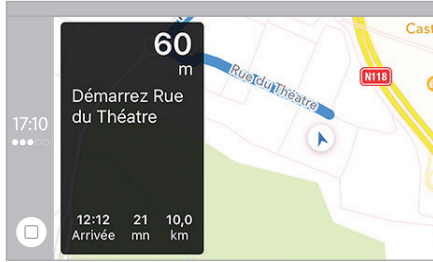 60
m
Démarrez Rue
du Théatre
12:12 21 10,0
Arrivée mn km
17:10
Rue du Théatre
N118
Cast